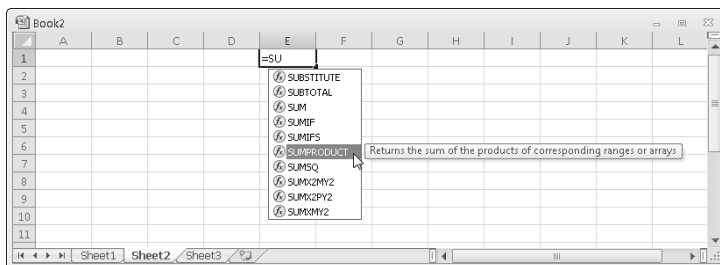 Book2
A B C D E F G H I J K L
1 =SU
2 SUBSTITUTE
3 SUBTOTAL
4 SUM
5 SUMIF
SUMIFS
6 SUMPRODUCT Returns the sum of the products of corresponding ranges or arrays
7 SUMSQ
8 SUMX2MY2
9 SUMX2PY2
10 SUMXMY2
11
Sheet1 Sheet2 Sheet3